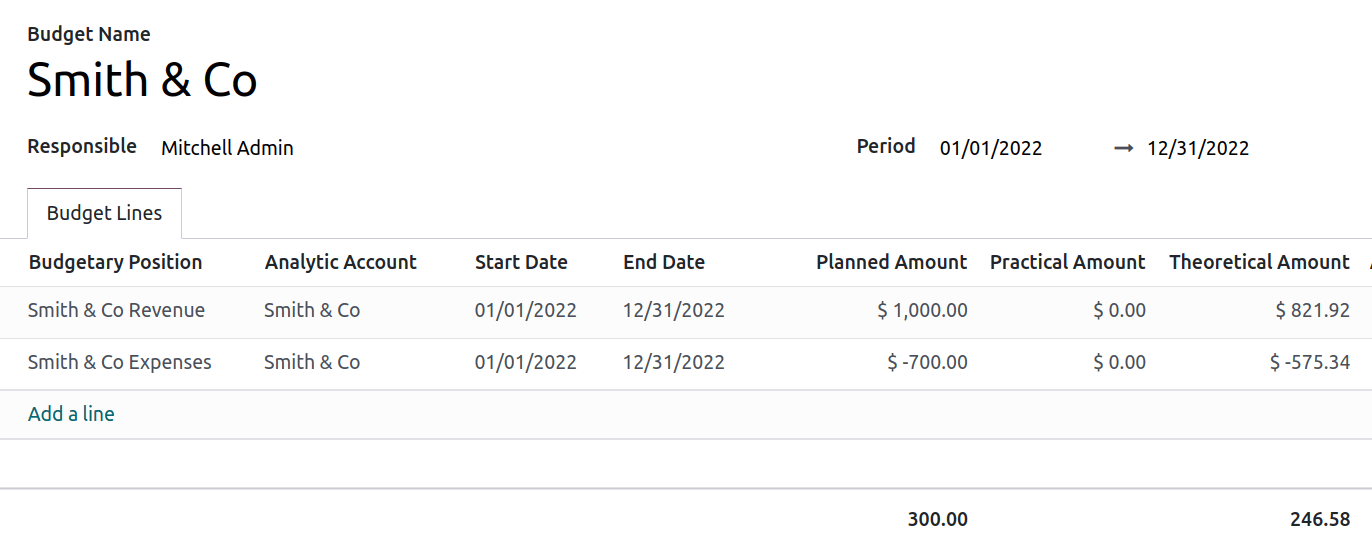 Budget Name
Smith & Co
Responsible Mitchell Admin Period 01/01/2022 → 12/31/2022
Budget Lines
Budgetary Position Analytic Account Start Date End Date Planned Amount Practical Amount Theoretical Amount
Smith & Co Revenue Smith & Co 01/01/2022 12/31/2022 $ 1,000.00 $ 0.00 $ 821.92
Smith & Co Expenses Smith & Co 01/01/2022 12/31/2022 $ -700.00 $ 0.00 $ -575.34
Add a line
300.00 246.58